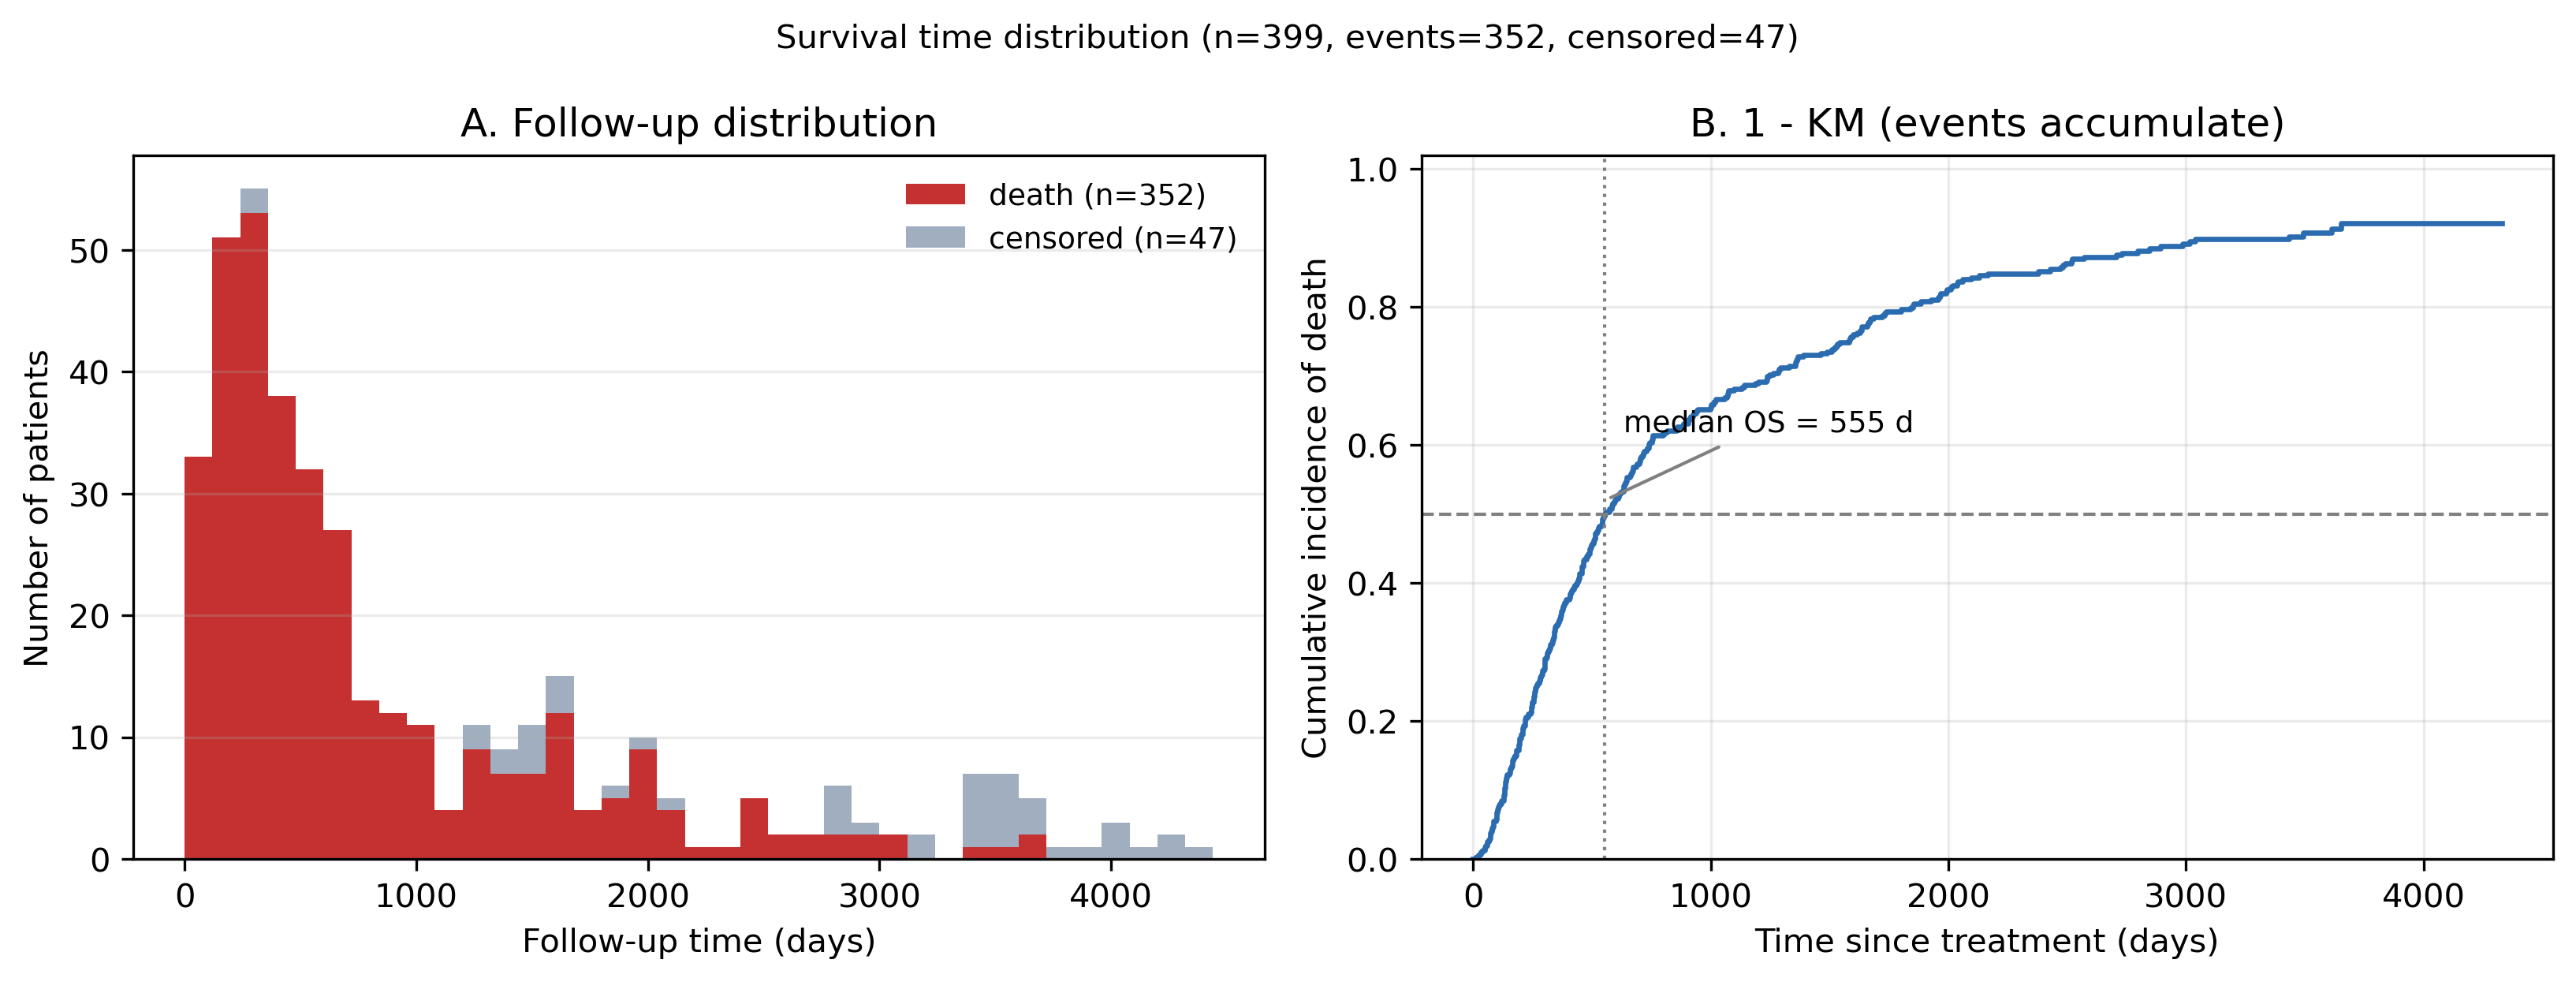 Survival time distribution (n=399, events=352, censored=47)
A. Follow-up distribution
death (n=352)
censored (n=47)
Number of patients
50
40
30
20
10
0
0 1000 2000 3000 4000
Follow-up time (days)
B. 1 - KM (events accumulate)
Cumulative incidence of death
1.0
0.8
0.6
0.4
0.2
0.0
median OS = 555 d
0 1000 2000 3000 4000
Time since treatment (days)